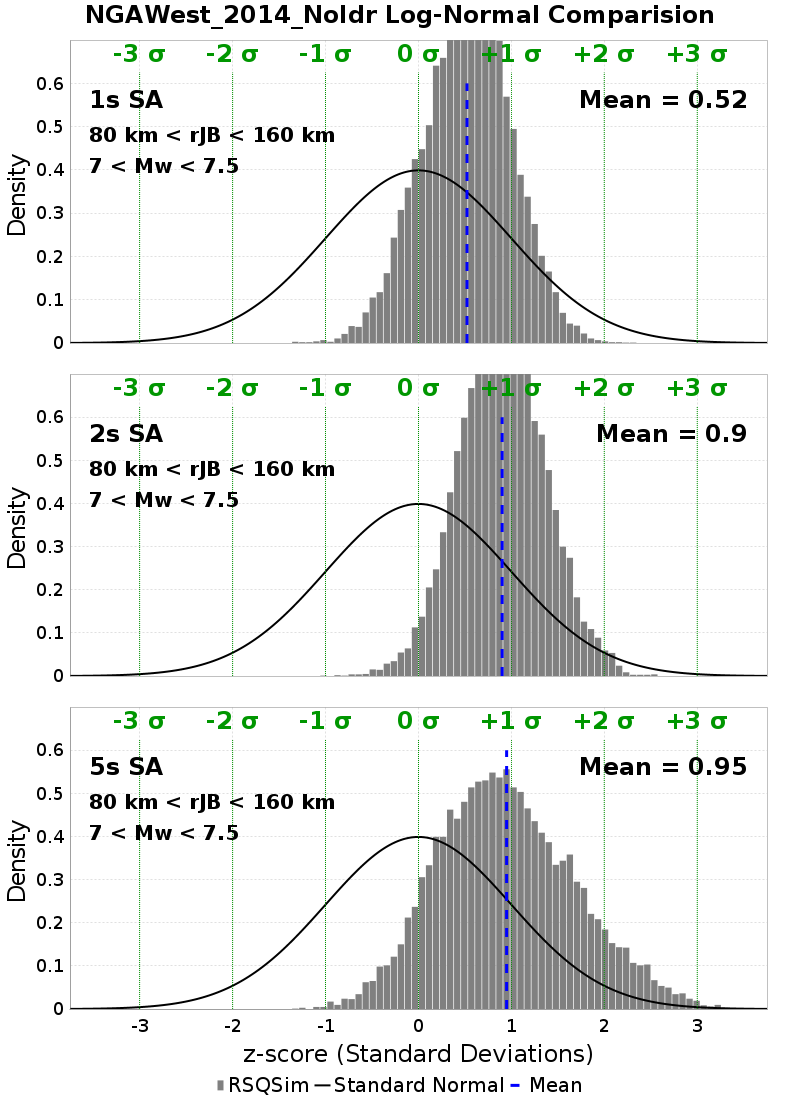 NGAWest_2014_NoIdr Log-Normal Comparision
-3 σ -2 σ -1 σ 0 σ +1 σ +2 σ +3 σ
1s SA Mean = 0.52
80 km < rJB < 160 km
7 < Mw < 7.5
0.6
0.5
0.4
0.3
0.2
0.1
0
Density
-3 σ -2 σ -1 σ 0 σ +1 σ +2 σ +3 σ
2s SA Mean = 0.9
80 km < rJB < 160 km
7 < Mw < 7.5
0.6
0.5
0.4
0.3
0.2
0.1
0
Density
-3 σ -2 σ -1 σ 0 σ +1 σ +2 σ +3 σ
5s SA Mean = 0.95
80 km < rJB < 160 km
7 < Mw < 7.5
0.6
0.5
0.4
0.3
0.2
0.1
0
Density
-3 -2 -1 0 1 2 3
z-score (Standard Deviations)
RSQSim Standard Normal Mean